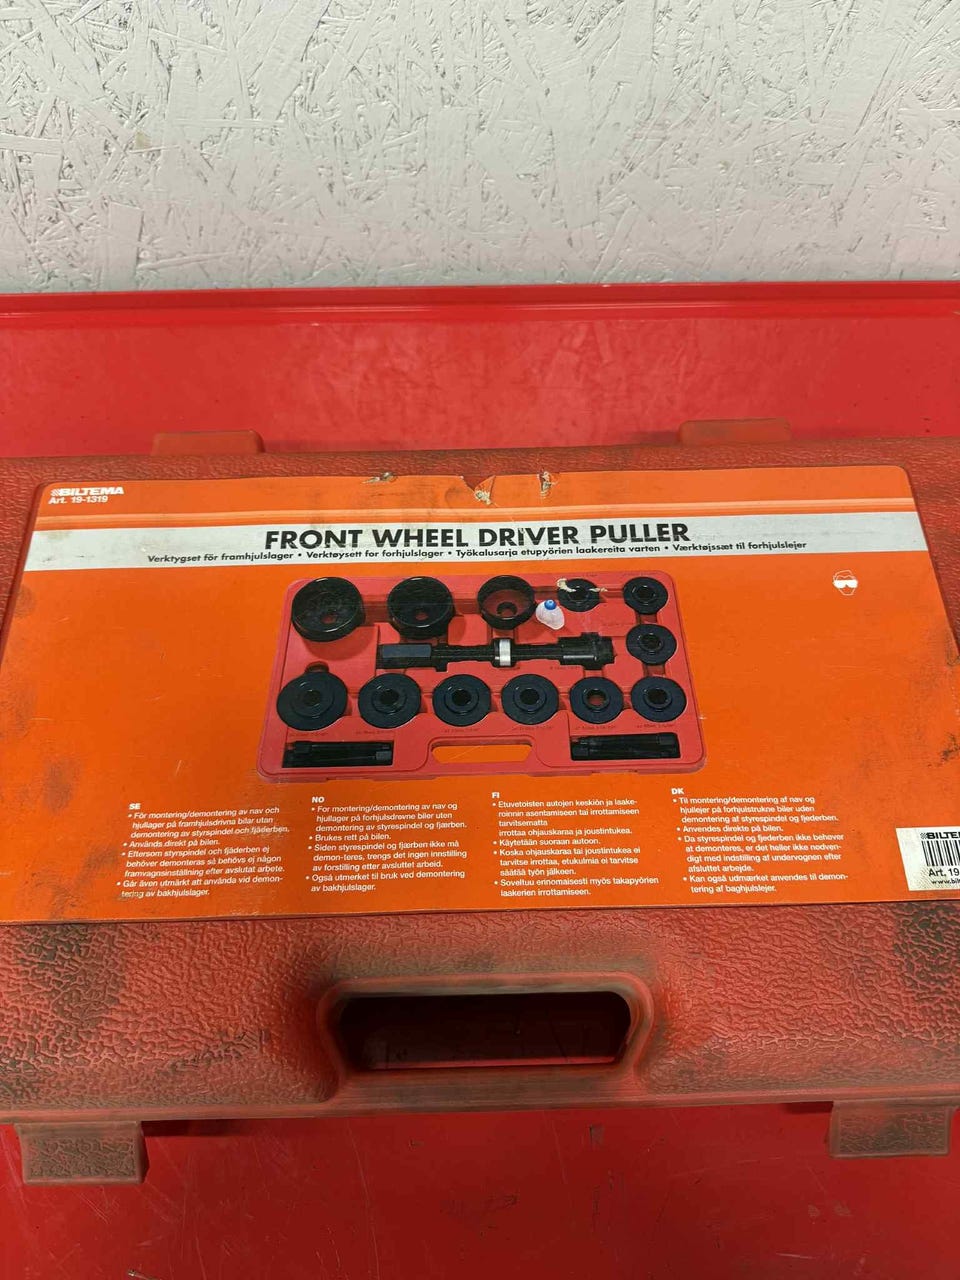 BILTEMA
Art. 19-1319
FRONT WHEEL DRIVER PULLER
Verktygset för framhjulslager • Verktøysett for forhjulslager • Työkalusarja etupyörien laakereita varten • Værktøjssæt til forhjulslejer
SE
• För montering/demontering av nav och
hjullager på framhjulsdrivna bilar utan
demontering av styrspindel och fjäderben.
• Används direkt på bilen.
• Eftersom styrspindel och fjäderben ej
behöver demonteras så behövs ej någon
framvagnsinställning efter avslutat arbete.
• Går även utmärkt att använda vid demon-
tering av bakhjulslager.
NO
• For montering/demontering av nav og
hjullager på forhjulsdrevne biler uten
demontering av styrespindel og fjærben.
• Brukes rett på bilen.
• Siden styrespindel og fjærben ikke må
demon-teres, trengs det ingen innstilling
av forstilling etter avsluttet arbeid.
• Også utmerket til bruk ved demontering
av bakhjulslager.
FI
• Etuvetoisten autojen keskiön ja laake-
roinnin asentamiseen tai irrottamiseen
tarvitsematta
irrottaa ohjauskaraa ja joustintukea.
• Käytetään suoraan autoon.
• Koska ohjauskaraa tai joustintukea ei
tarvitse irrottaa, etukulmia ei tarvitse
säätää työn jälkeen.
• Soveltuu erinomaisesti myös takapyörien
laakerien irrottamiseen.
DK
• Til montering/demontering af nav og
hjullejer på forhjulstrukne biler uden
demontering af styrespindel og fjederben.
• Anvendes direkte på bilen.
• Da styrespindel og fjederben ikke behøver
at demonteres, er det heller ikke nødven-
digt med indstilling af undervognen efter
afsluttet arbejde.
• Kan også udmærket anvendes til demon-
tering af baghjulslejer.
BILTEM
Art. 19
www.bil